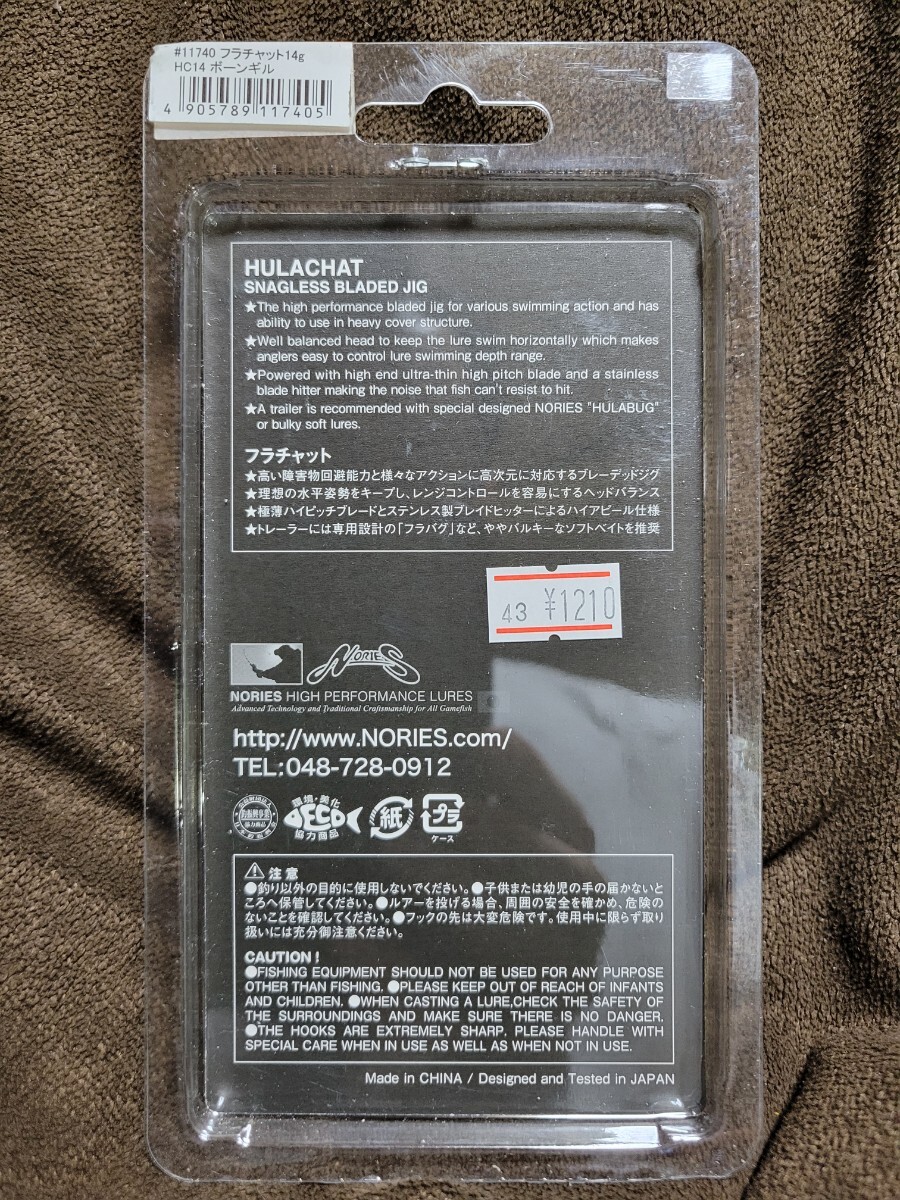 #11740 フラチャット14g
HC14 ボーンギル
4 905789 117405
HULACHAT
SNAGLESS BLADED JIG
★The high performance bladed jig for various swimming action and has
ability to use in heavy cover structure.
★Well balanced head to keep the lure swim horizontally which makes
anglers easy to control lure swimming depth range.
★Powered with high end ultra-thin high pitch blade and a stainless
blade hitter making the noise that fish can't resist to hit.
★A trailer is recommended with special designed NORIES "HULABUG"
or bulky soft lures.
フラチャット
★高い障害物回避能力と様々なアクションに高次元に対応するブレーデッドジグ
★理想の水平姿勢をキープし、レンジコントロールを容易にするヘッドバランス
★極薄ハイピッチブレードとステンレス製ブレイドヒッターによるハイアピール仕様
★トレーラーには専用設計の「フラバグ」など、ややバルキーなソフトベイトを推奨
43 ¥1210
NORIES
NORIES HIGH PERFORMANCE LURES
Advanced Technology and Traditional Craftsmanship for All Gamefish
http://www.NORIES.com/
TEL:048-728-0912
環境・美化
ECO
協力商品
紙
プラ
ケース
注意
●釣り以外の目的に使用しないでください。●子供または幼児の手の届かないと
ころへ保管してください。●ルアーを投げる場合、周囲の安全を確かめ、危険の
ないことを確認してください。●フックの先は大変危険です。使用中に限らず取り
扱いには充分御注意ください。
CAUTION!
●FISHING EQUIPMENT SHOULD NOT BE USED FOR ANY PURPOSE
OTHER THAN FISHING. ●PLEASE KEEP OUT OF REACH OF INFANTS
AND CHILDREN. ●WHEN CASTING A LURE,CHECK THE SAFETY OF
THE SURROUNDINGS AND MAKE SURE THERE IS NO DANGER.
●THE HOOKS ARE EXTREMELY SHARP, PLEASE HANDLE WITH
SPECIAL CARE WHEN IN USE AS WELL AS WHEN NOT IN USE.
Made in CHINA / Designed and Tested in JAPAN